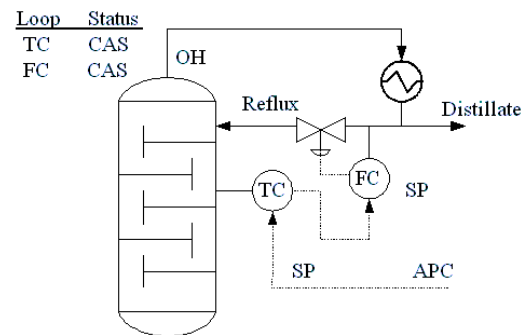 Loop Status
TC CAS
FC CAS
OH
Reflux
Distillate
TC
FC
SP
SP
APC